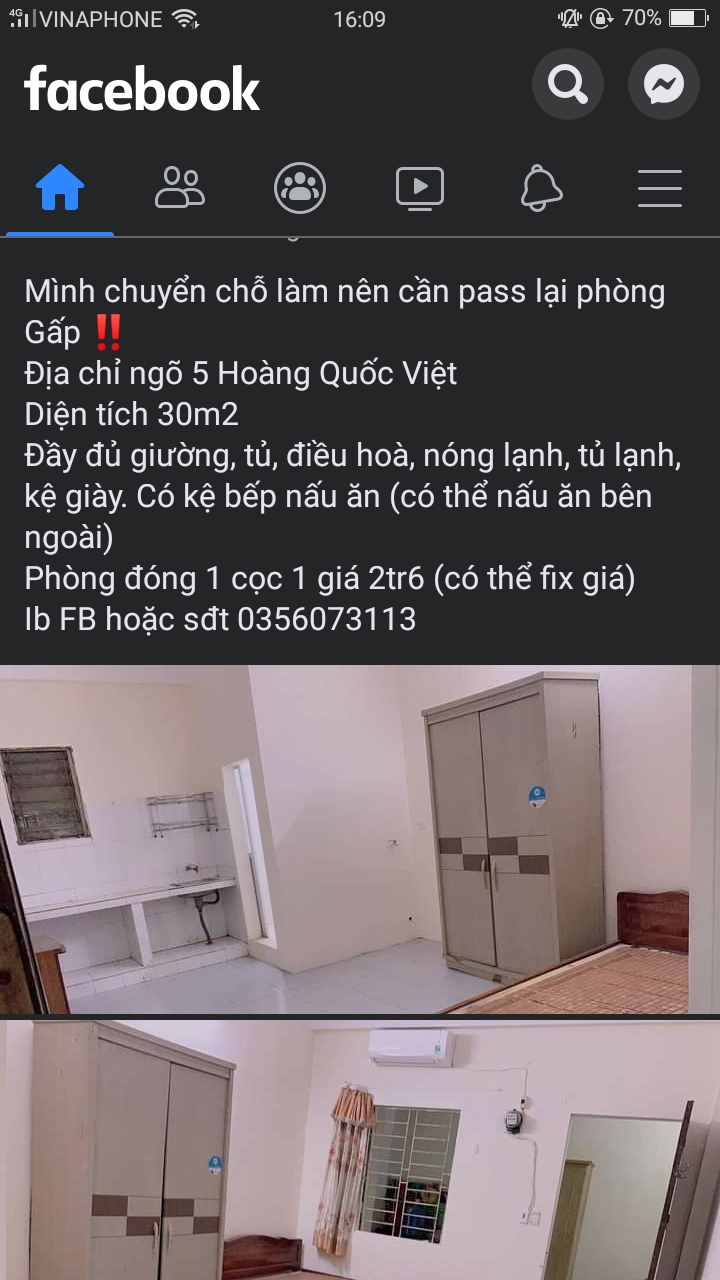 4G VINAPHONE 16:09 70%
facebook
Mình chuyển chỗ làm nên cần pass lại phòng
Gấp ‼️
Địa chỉ ngõ 5 Hoàng Quốc Việt
Diện tích 30m2
Đầy đủ giường, tủ, điều hoà, nóng lạnh, tủ lạnh,
kệ giày. Có kệ bếp nấu ăn (có thể nấu ăn bên
ngoài)
Phòng đóng 1 cọc 1 giá 2tr6 (có thể fix giá)
Ib FB hoặc sđt 0356073113